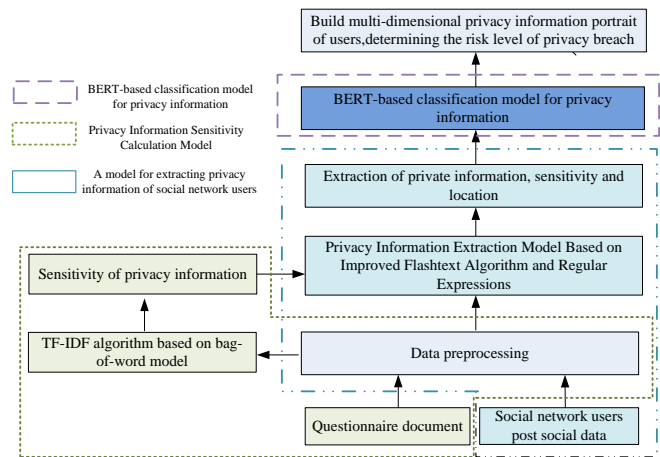 Build multi-dimensional privacy information portrait
of users,determining the risk level of privacy breach
BERT-based classification model
for privacy information
BERT-based classification model for privacy
information
Privacy Information Sensitivity
Calculation Model
A model for extracting privacy
information of social network users
Extraction of private information, sensitivity and
location
Privacy Information Extraction Model Based on
Improved Flashtext Algorithm and Regular
Expressions
Sensitivity of privacy information
TF-IDF algorithm based on bag-
of-word model
Data preprocessing
Questionnaire document
Social network users
post social data